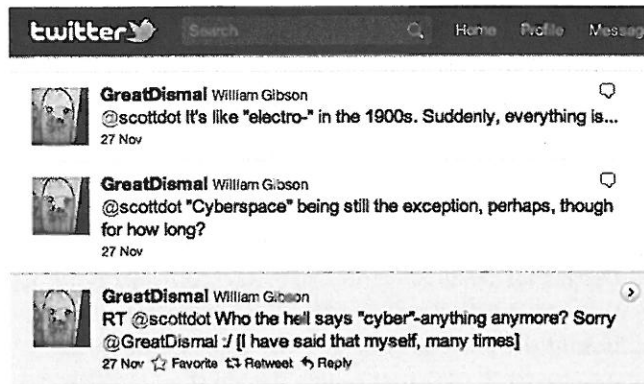 twitter
Search
Home Profile Messag
GreatDismal William Gibson
@scottdot It's like "electro-" in the 1900s. Suddenly, everything is...
27 Nov
GreatDismal William Gibson
@scottdot "Cyberspace" being still the exception, perhaps, though
for how long?
27 Nov
GreatDismal William Gibson
RT @scottdot Who the hell says "cyber"-anything anymore? Sorry
@GreatDismal :/ [I have said that myself, many times]
27 Nov Favorite Retweet Reply